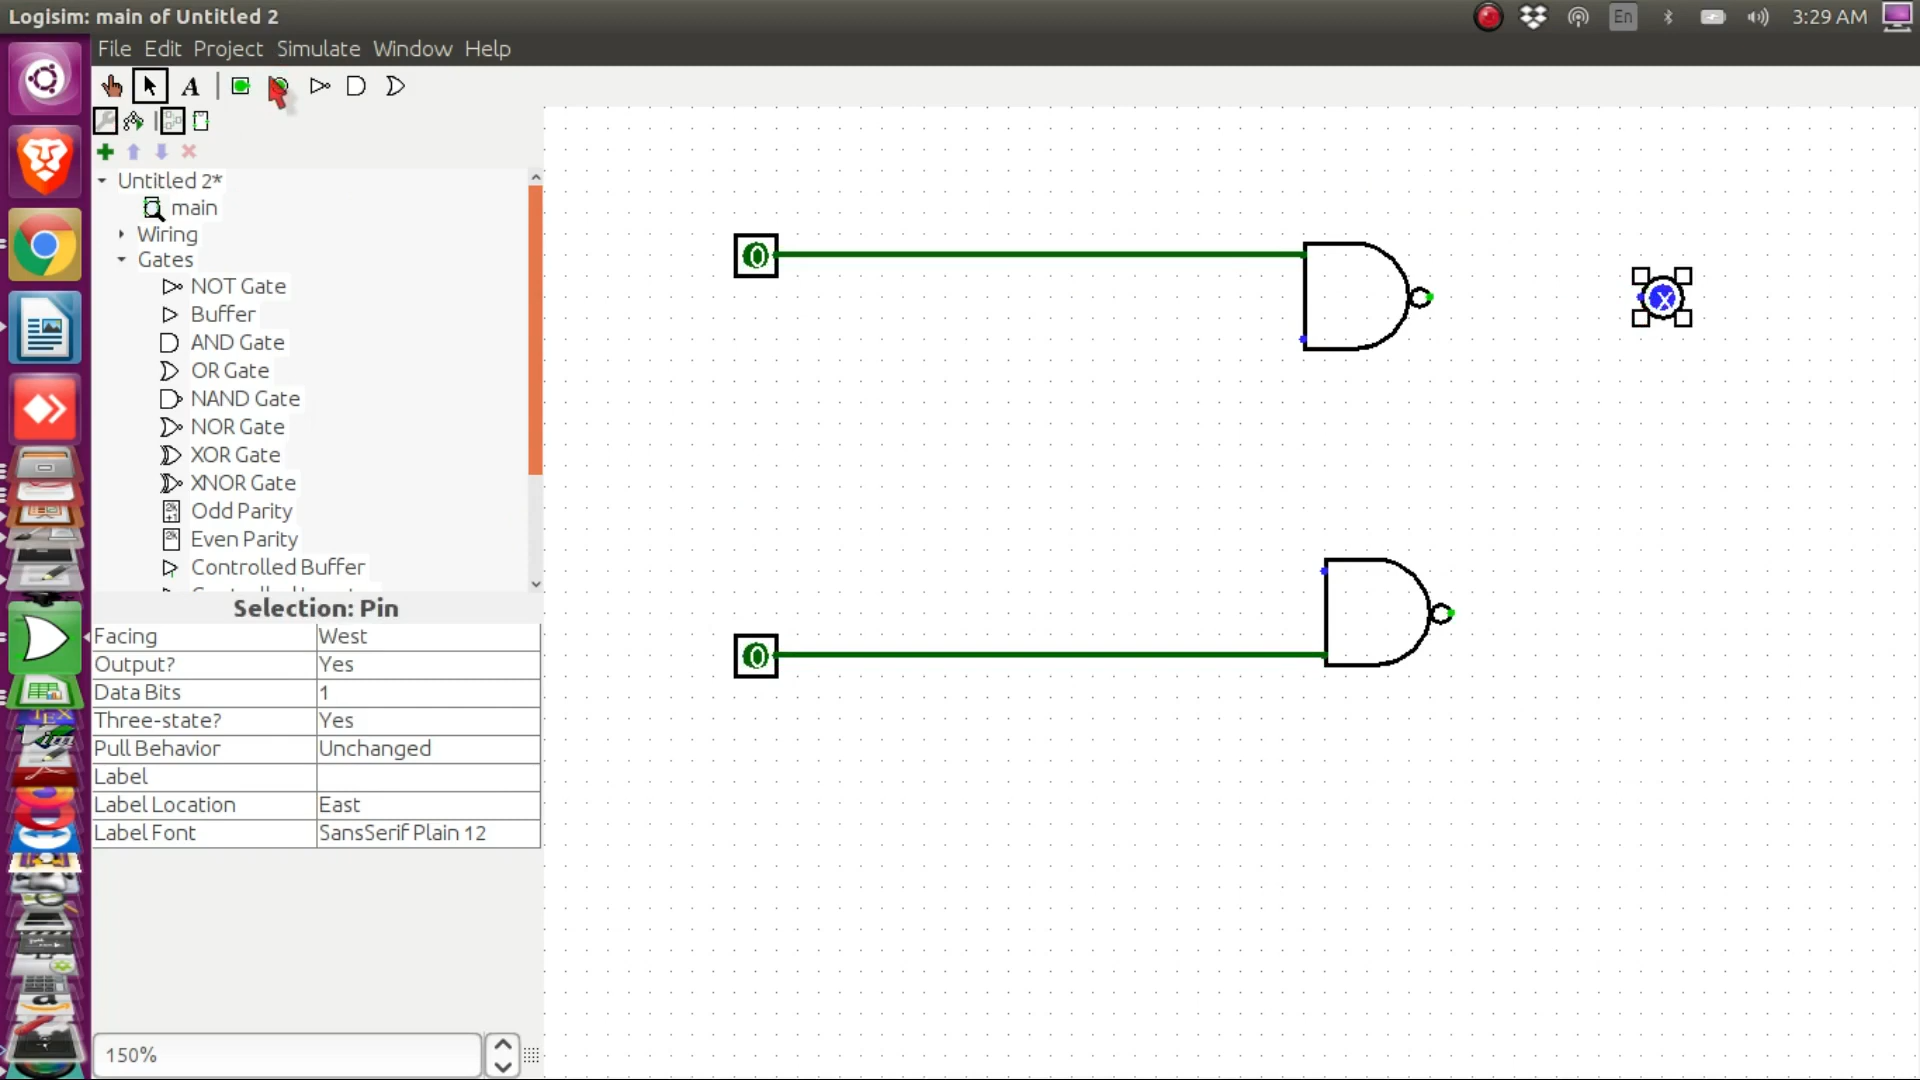 Logisim: main of Untitled 2
En
3:29 AM
File Edit Project Simulate Window Help
A
Untitled 2*
main
Wiring
Gates
NOT Gate
Buffer
AND Gate
OR Gate
NAND Gate
NOR Gate
XOR Gate
XNOR Gate
Odd Parity
Even Parity
Controlled Buffer
Selection: Pin
Facing West
Output? Yes
Data Bits 1
Three-state? Yes
Pull Behavior Unchanged
Label
Label Location East
Label Font SansSerif Plain 12
150%
0
x
0